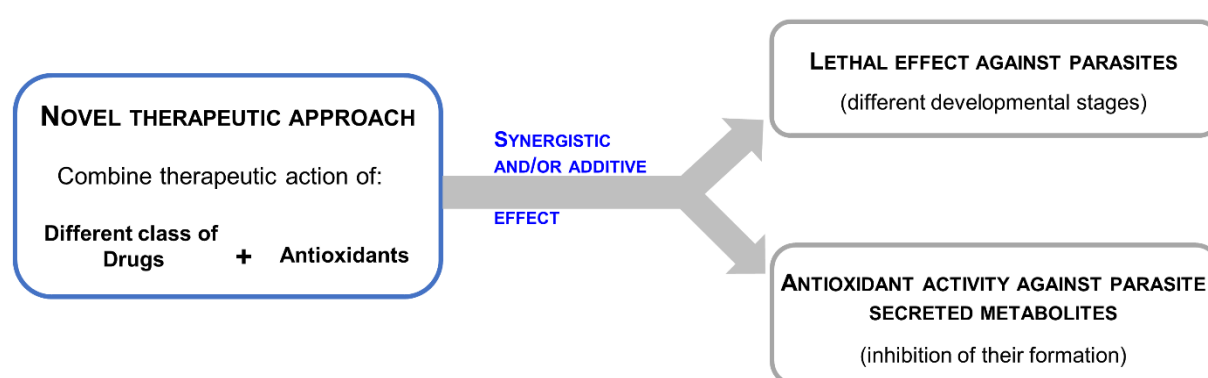 NOVEL THERAPEUTIC APPROACH
Combine therapeutic action of:
Different class of
Drugs
+
Antioxidants
SYNERGISTIC
AND/OR ADDITIVE
EFFECT
LETHAL EFFECT AGAINST PARASITES
(different developmental stages)
ANTIOXIDANT ACTIVITY AGAINST PARASITE
SECRETED METABOLITES
(inhibition of their formation)